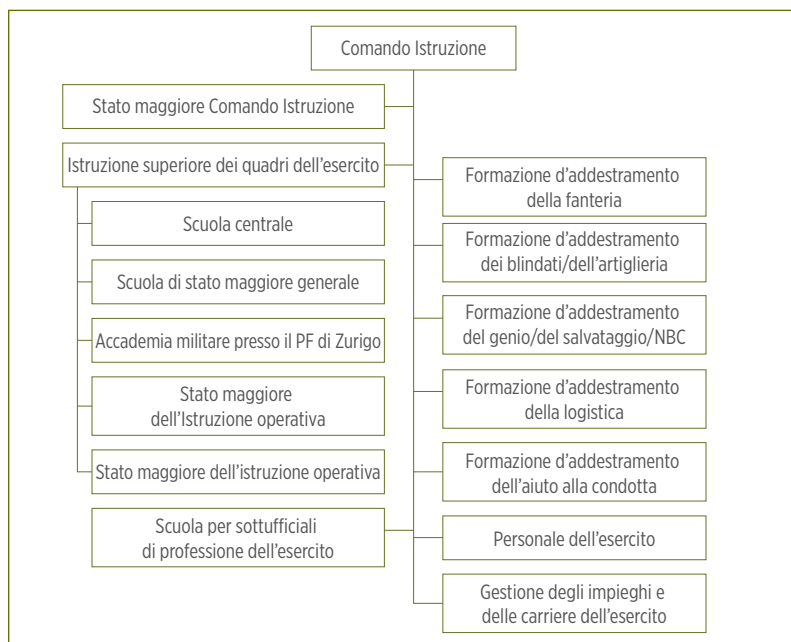 Comando Istruzione
Stato maggiore Comando Istruzione
Istruzione superiore dei quadri dell'esercito
Scuola centrale
Scuola di stato maggiore generale
Accademia militare presso il PF di Zurigo
Stato maggiore
dell'Istruzione operativa
Stato maggiore dell'istruzione operativa
Scuola per sottufficiali
di professione dell'esercito
Formazione d'addestramento
della fanteria
Formazione d'addestramento
dei blindati/dell'artiglieria
Formazione d'addestramento
del genio/del salvataggio/NBC
Formazione d'addestramento
della logistica
Formazione d'addestramento
dell'aiuto alla condotta
Personale dell'esercito
Gestione degli impieghi e
delle carriere dell'esercito